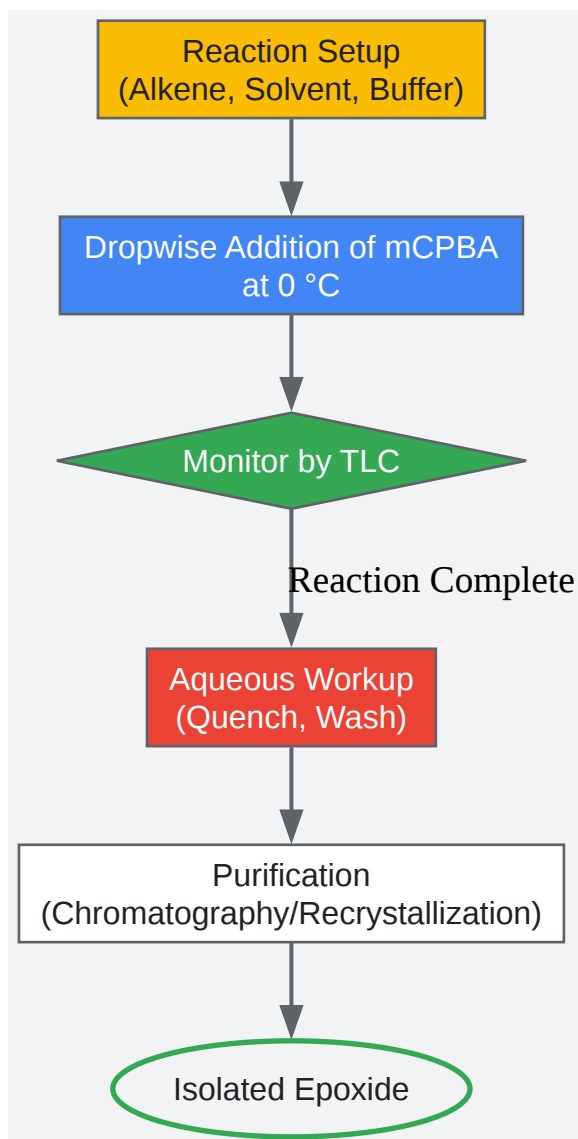 Reaction Setup
(Alkene, Solvent, Buffer)
Dropwise Addition of mCPBA
at 0 °C
Monitor by TLC
Reaction Complete
Aqueous Workup
(Quench, Wash)
Purification
(Chromatography/Recrystallization)
Isolated Epoxide